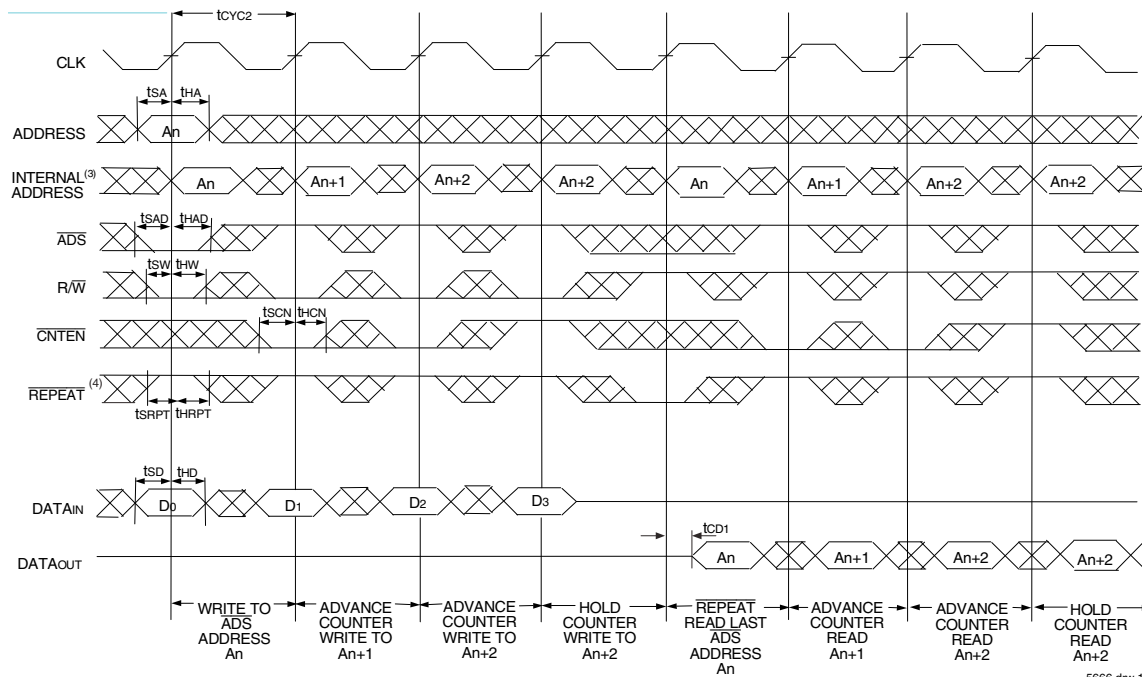 tCYC2
CLK
tSA tHA
ADDRESS An
INTERNAL(3) ADDRESS An An+1 An+2 An+2 An An+1 An+2 An+2
tSAD tHAD
ADS
tSW tHW
R/W
tSCN tHCN
CNTEN
REPEAT (4)
tSRPT tHRPT
tSD tHD
DATAIN D0 D1 D2 D3
tCD1
DATAOUT An An+1 An+2 An+2
WRITE TO ADS ADDRESS An
ADVANCE COUNTER WRITE TO An+1
ADVANCE COUNTER WRITE TO An+2
HOLD COUNTER WRITE TO An+2
REPEAT READ LAST ADS ADDRESS An
ADVANCE COUNTER READ An+1
ADVANCE COUNTER READ An+2
HOLD COUNTER READ An+2